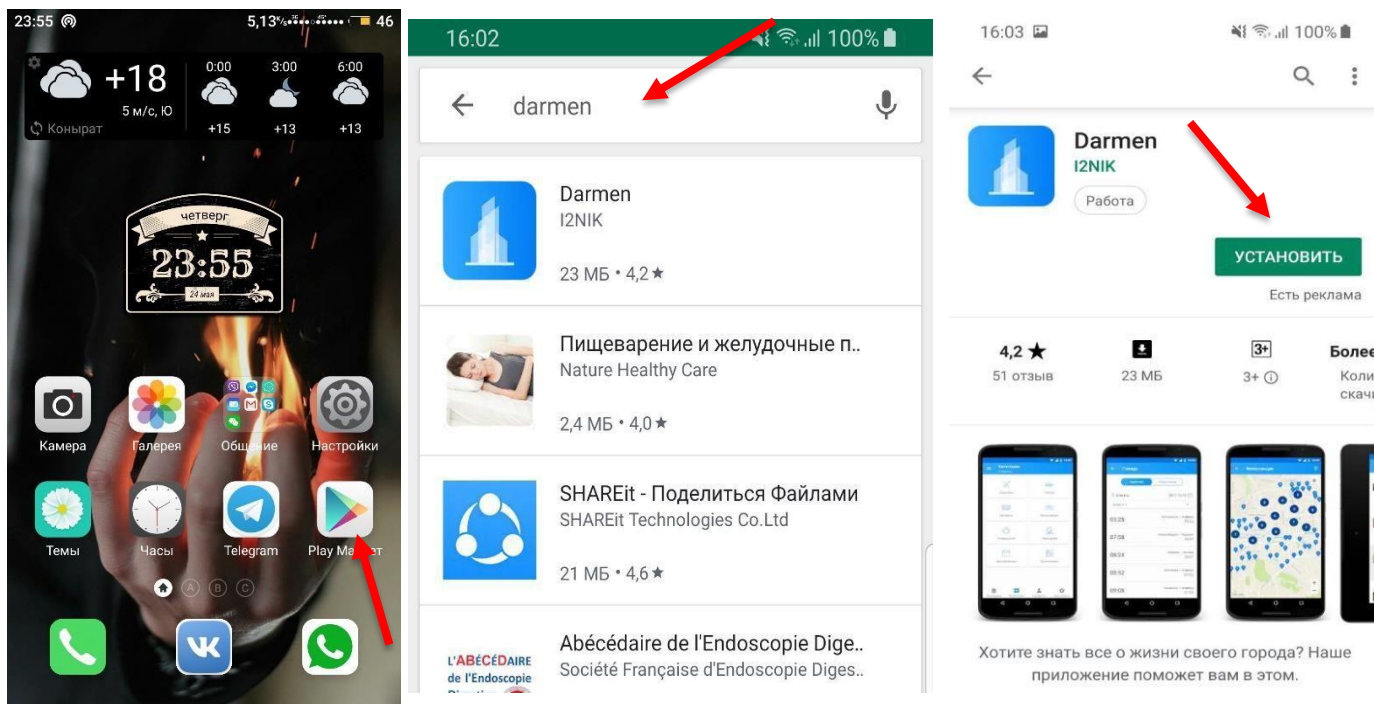 23:55
5,13ᴷ/s
46
+18
5 м/с, Ю
Конырат
0:00
3:00
6:00
+15
+13
+13
четверг
23:55
24 мая
Камера
Галерея
Общение
Настройки
Темы
Часы
Telegram
Play Маркет
A
B
C
16:02
100%
darmen
Darmen
I2NIK
23 МБ • 4,2★
Пищеварение и желудочные п..
Nature Healthy Care
2,4 МБ • 4,0★
SHAREit - Поделиться Файлами
SHAREit Technologies Co.Ltd
21 МБ • 4,6★
L'ABÉCÉDAIRE
de l'Endoscopie
Abécédaire de l'Endoscopie Dige..
Société Française d'Endoscopie Diges..
16:03
100%
Darmen
I2NIK
Работа
УСТАНОВИТЬ
Есть реклама
4,2 ★
51 отзыв
23 МБ
3+
3+
Более
Коли
скачи
Хотите знать все о жизни своего города? Наше
приложение поможет вам в этом.